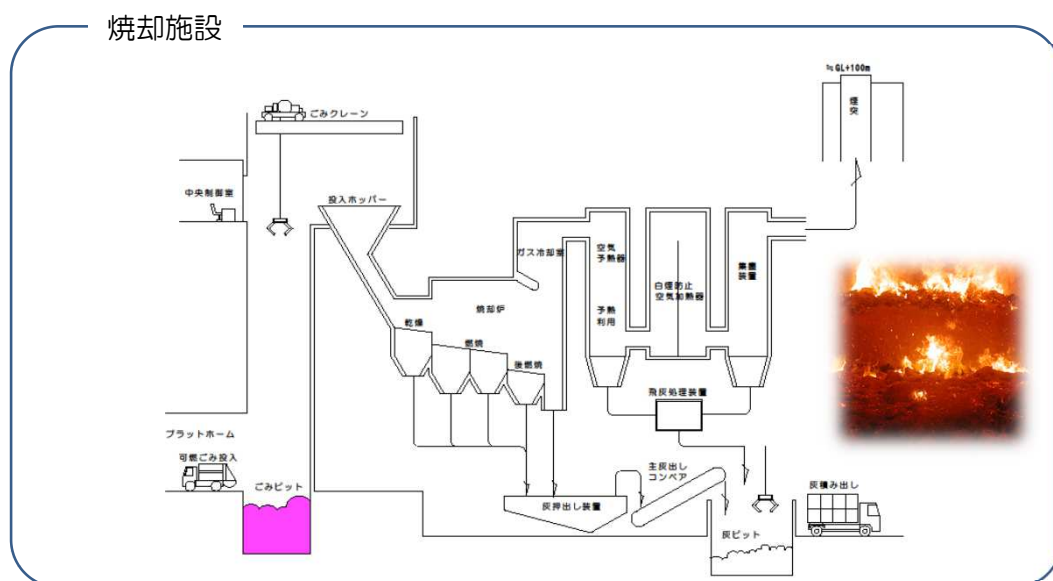 焼却施設
≒GL+100m
煙突
ごみクレーン
中央制御室
投入ホッパー
ガス冷却室
空気
予熱器
白煙防止
空気加熱器
集塵
装置
焼却炉
予熱
利用
乾燥
燃焼
後燃焼
飛灰処理装置
プラットホーム
可燃ごみ投入
ごみピット
主灰出し
コンベア
灰押出し装置
灰積み出し
灰ピット